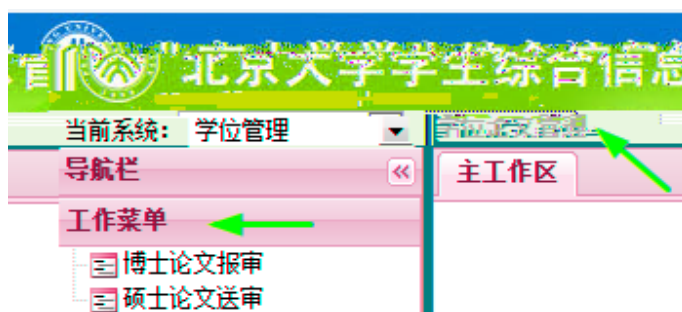 北京大学学生综合信息
当前系统： 学位管理
导航栏
主工作区
工作菜单
博士论文报审
硕士论文送审